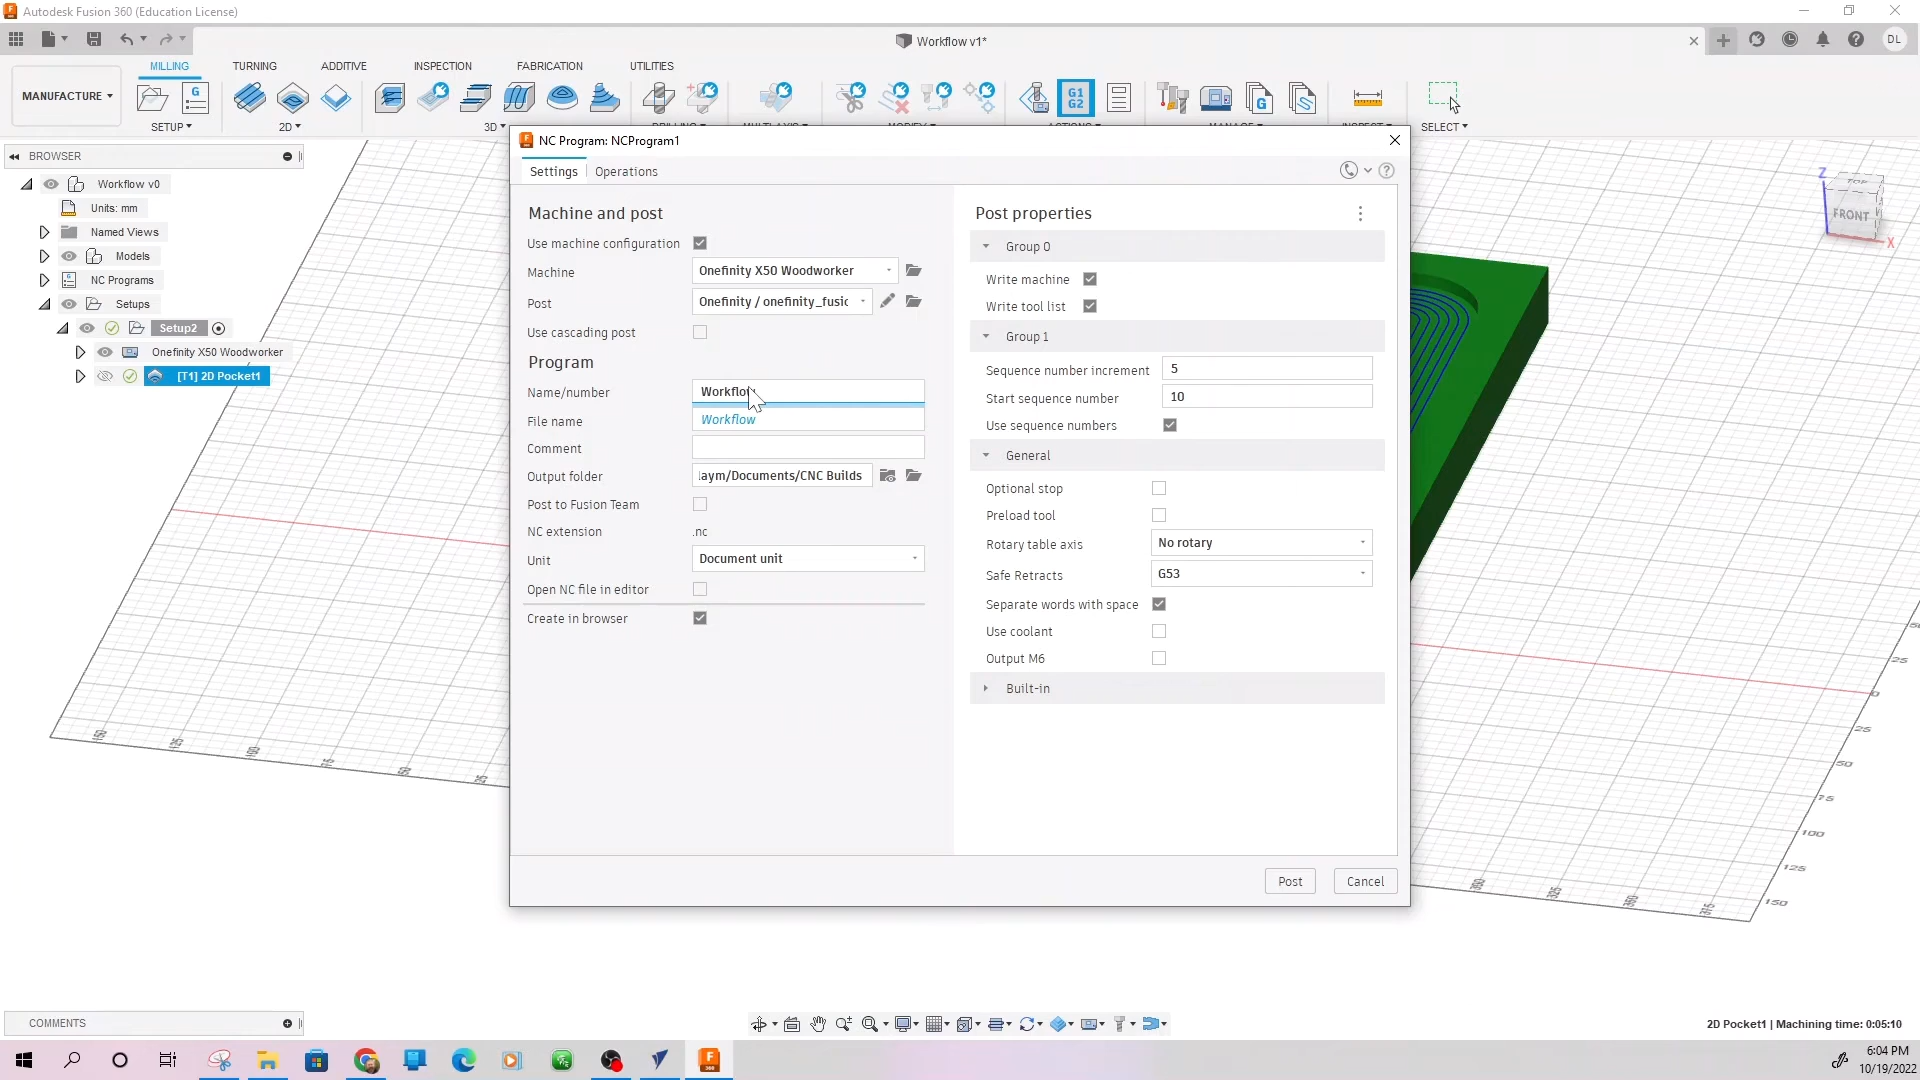 Autodesk Fusion 360 (Education License)
Workflow v1*
DL
MILLING
TURNING
ADDITIVE
INSPECTION
FABRICATION
UTILITIES
MANUFACTURE
SETUP
2D
3D
SELECT
BROWSER
Workflow v0
Units: mm
Named Views
Models
NC Programs
Setups
Setup2
Onefinity X50 Woodworker
[T1] 2D Pocket1
NC Program: NCProgram1
Settings
Operations
Machine and post
Use machine configuration
Machine
Onefinity X50 Woodworker
Post
Onefinity / onefinity_fusic
Use cascading post
Program
Name/number
Workflow
File name
Workflow
Comment
Output folder
aym/Documents/CNC Builds
Post to Fusion Team
NC extension
.nc
Unit
Document unit
Open NC file in editor
Create in browser
Post properties
Group 0
Write machine
Write tool list
Group 1
Sequence number increment
5
Start sequence number
10
Use sequence numbers
General
Optional stop
Preload tool
Rotary table axis
No rotary
Safe Retracts
G53
Separate words with space
Use coolant
Output M6
Built-in
Post
Cancel
Z
TOP
FRONT
X
COMMENTS
2D Pocket1 | Machining time: 0:05:10
6:04 PM
10/19/2022